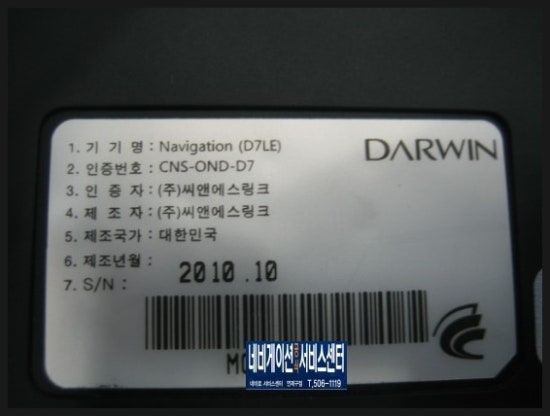 DARWIN
1. 기 기 명 : Navigation (D7LE)
2. 인증번호 : CNS-OND-D7
3. 인 증 자 : (주)씨앤에스링크
4. 제 조 자 : (주)씨앤에스링크
5. 제조국가 : 대한민국
6. 제조년월 :
2010 .10
7. S/N :
네비게이션 서비스센터
T.506-1119